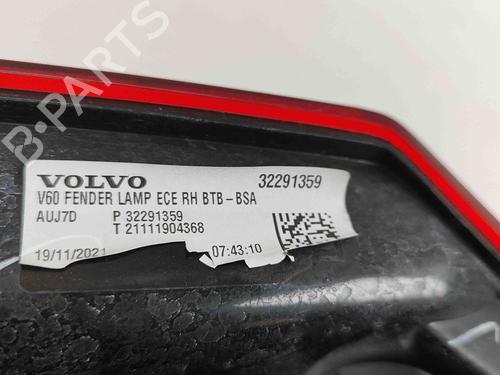 B-PARTS
VOLVO 32291359
V60 FENDER LAMP ECE RH BTB-BSA
AUJ7D P 32291359
T 21111904368
19/11/2021 07:43:10